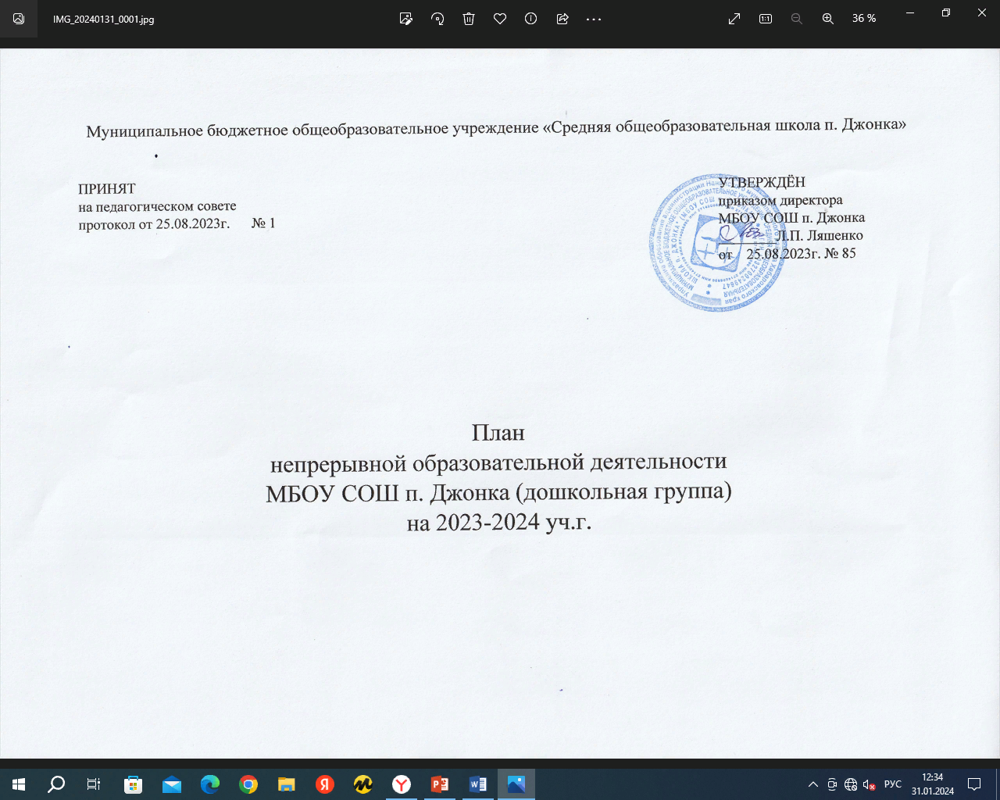 IMG_20240131_0001.jpg
36 %
Муниципальное бюджетное общеобразовательное учреждение «Средняя общеобразовательная школа п. Джонка»
ПРИНЯТ
на педагогическом совете
протокол от 25.08.2023г. № 1
УТВЕРЖДЁН
приказом директора
МБОУ СОШ п. Джонка
Л.П. Ляшенко
от 25.08.2023г. № 85
План
непрерывной образовательной деятельности
МБОУ СОШ п. Джонка (дошкольная группа)
на 2023-2024 уч.г.
РУС
12:34
31.01.2024